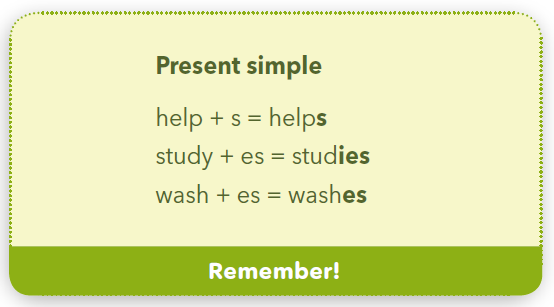 Present simple
help + s = helps
study + es = studies
wash + es = washes
Remember!